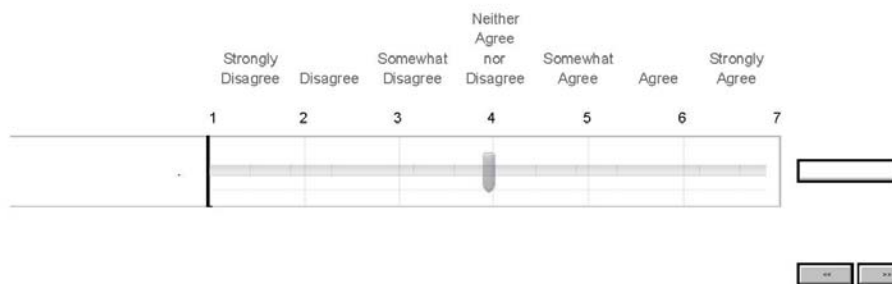 Neither
Agree
Strongly Somewhat nor Somewhat Strongly
Disagree Disagree Disagree Disagree Agree Agree Agree
1 2 3 4 5 6 7
<< >>